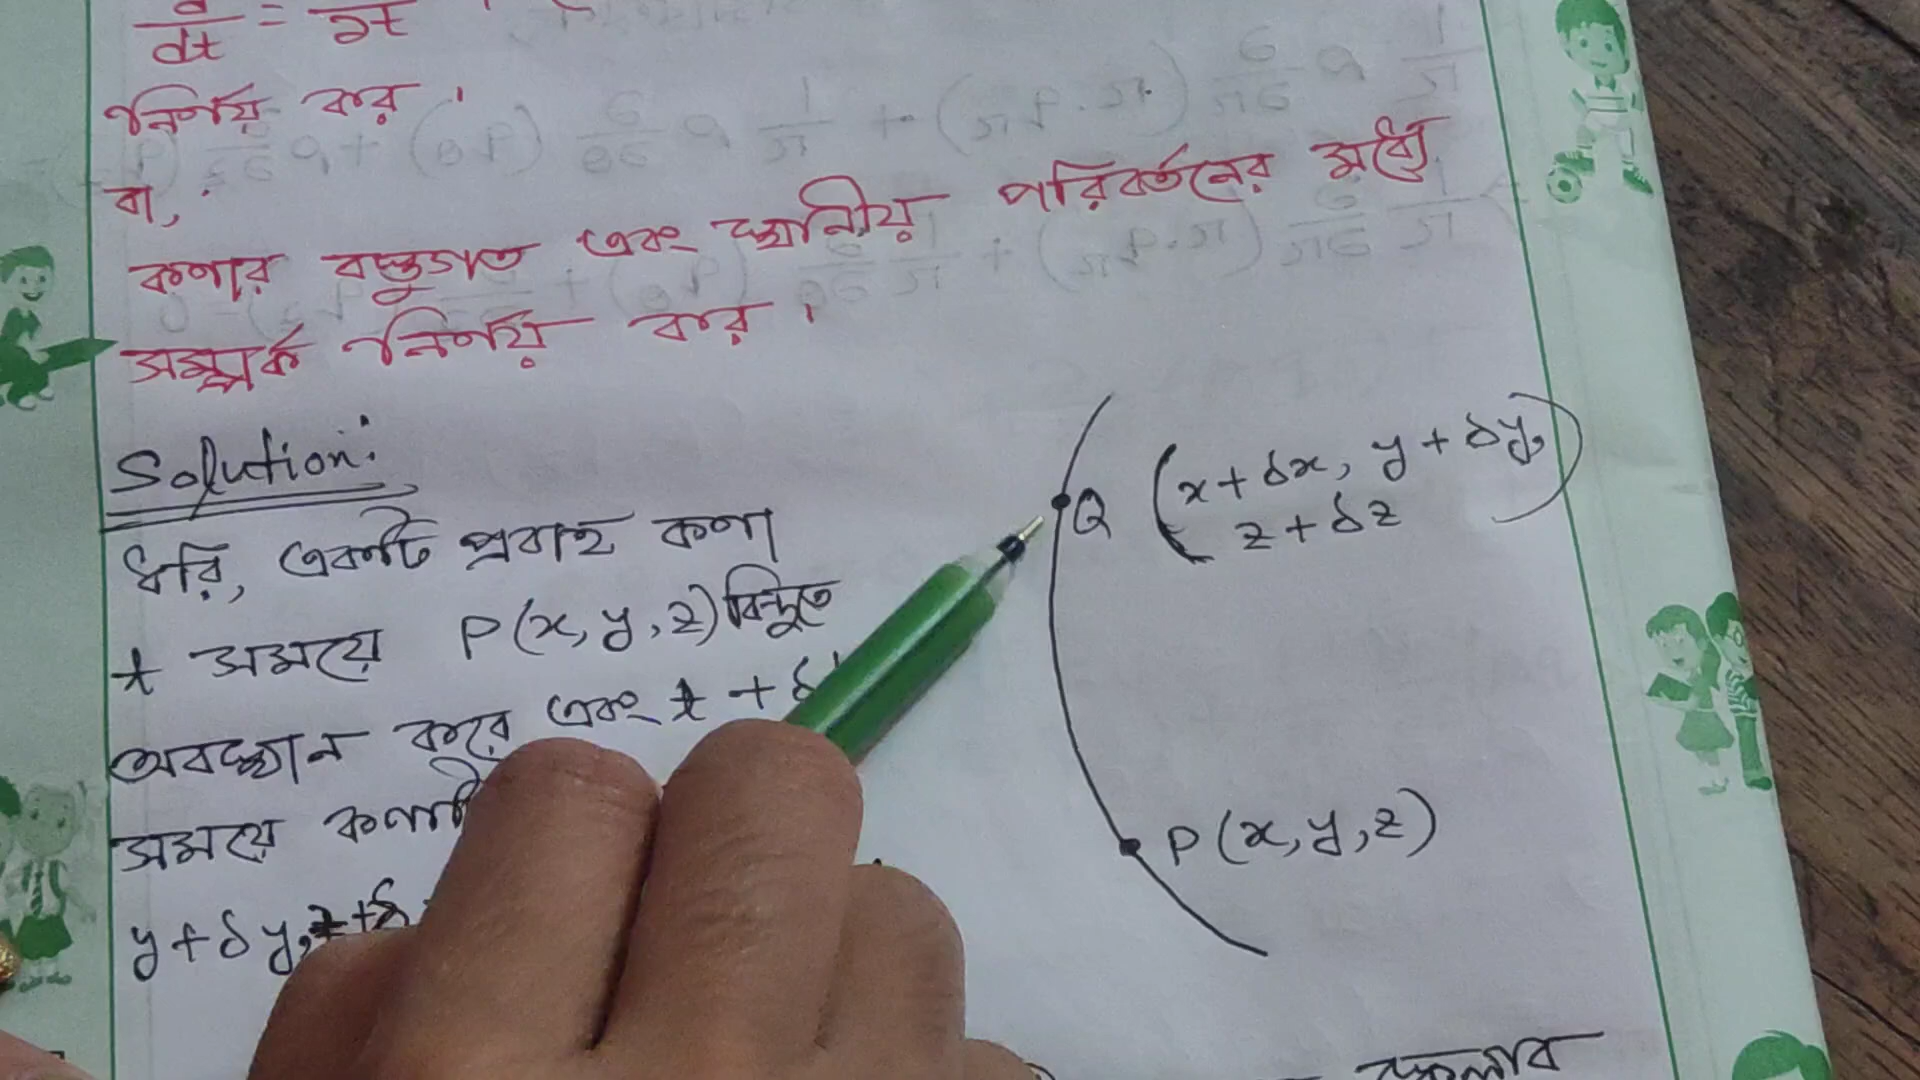 d/dt = ∂t
নির্ণয় কর ।
বা,
কণার বস্তুগত এবং স্থানীয় পরিবর্তনের মধ্যে
সম্পর্ক নির্ণয় কর ।
Solution:
ধরি, একটি প্রবাহ কণা
t সময়ে P(x, y, z) বিন্দুতে
অবস্থান করে এবং t + δ
সময়ে
y + δy, z + δ
Q (x + δx, y + δy,
z + δz
P (x, y, z)